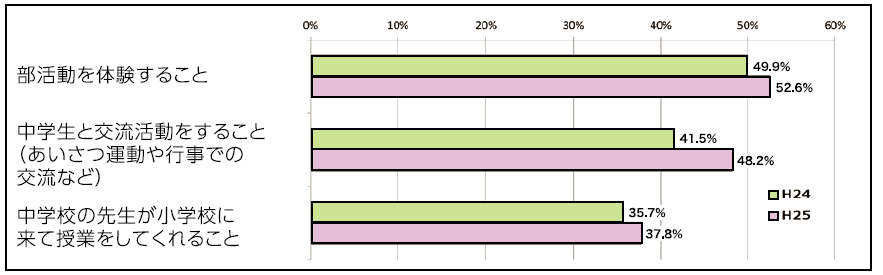 0% 10% 20% 30% 40% 50% 60%
部活動を体験すること
49.9%
52.6%
中学生と交流活動をすること
（あいさつ運動や行事での
交流など）
41.5%
48.2%
中学校の先生が小学校に
来て授業をしてくれること
35.7%
37.8%
H24
H25